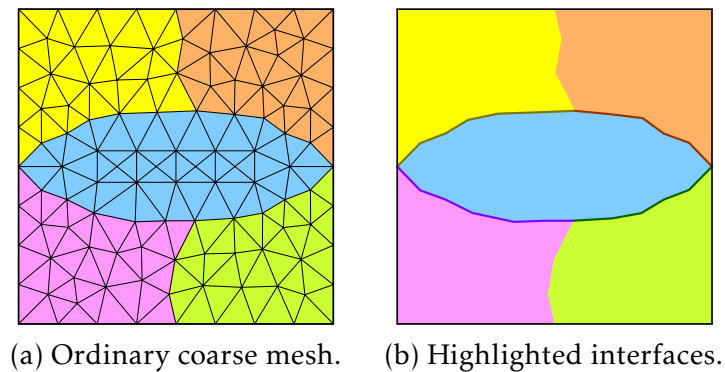 (a) Ordinary coarse mesh.
(b) Highlighted interfaces.